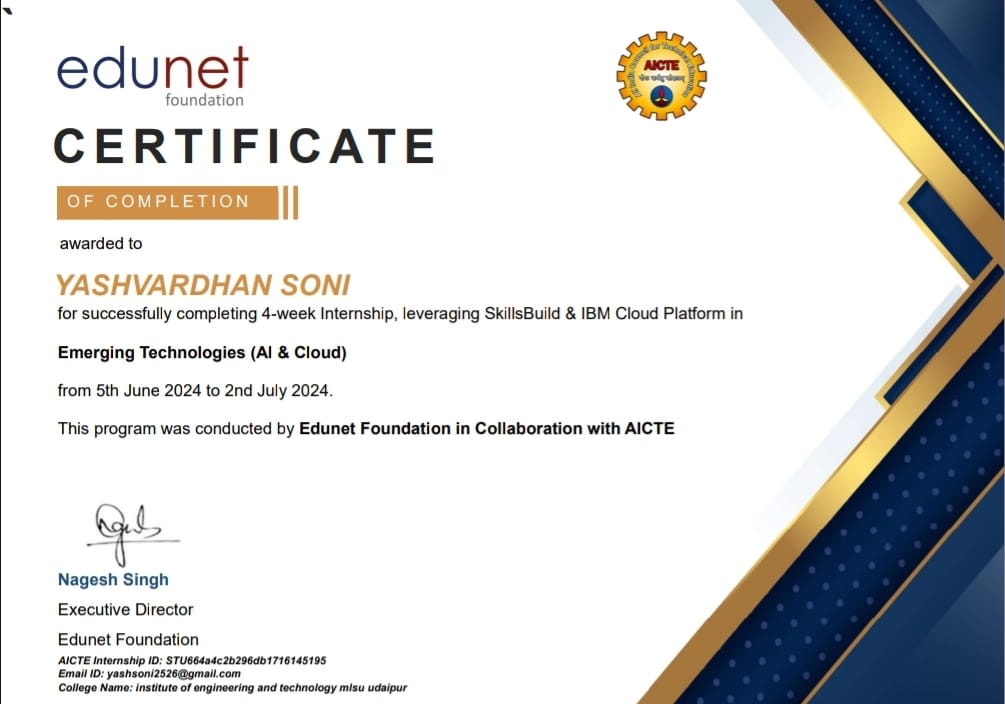 edunet
foundation
AICTE
CERTIFICATE
OF COMPLETION
awarded to
YASHVARDHAN SONI
for successfully completing 4-week Internship, leveraging SkillsBuild & IBM Cloud Platform in
Emerging Technologies (AI & Cloud)
from 5th June 2024 to 2nd July 2024.
This program was conducted by Edunet Foundation in Collaboration with AICTE
Nagesh Singh
Executive Director
Edunet Foundation
AICTE Internship ID: STU664a4c2b296db1716145195
Email ID: yashsoni2526@gmail.com
College Name: institute of engineering and technology mlsu udaipur